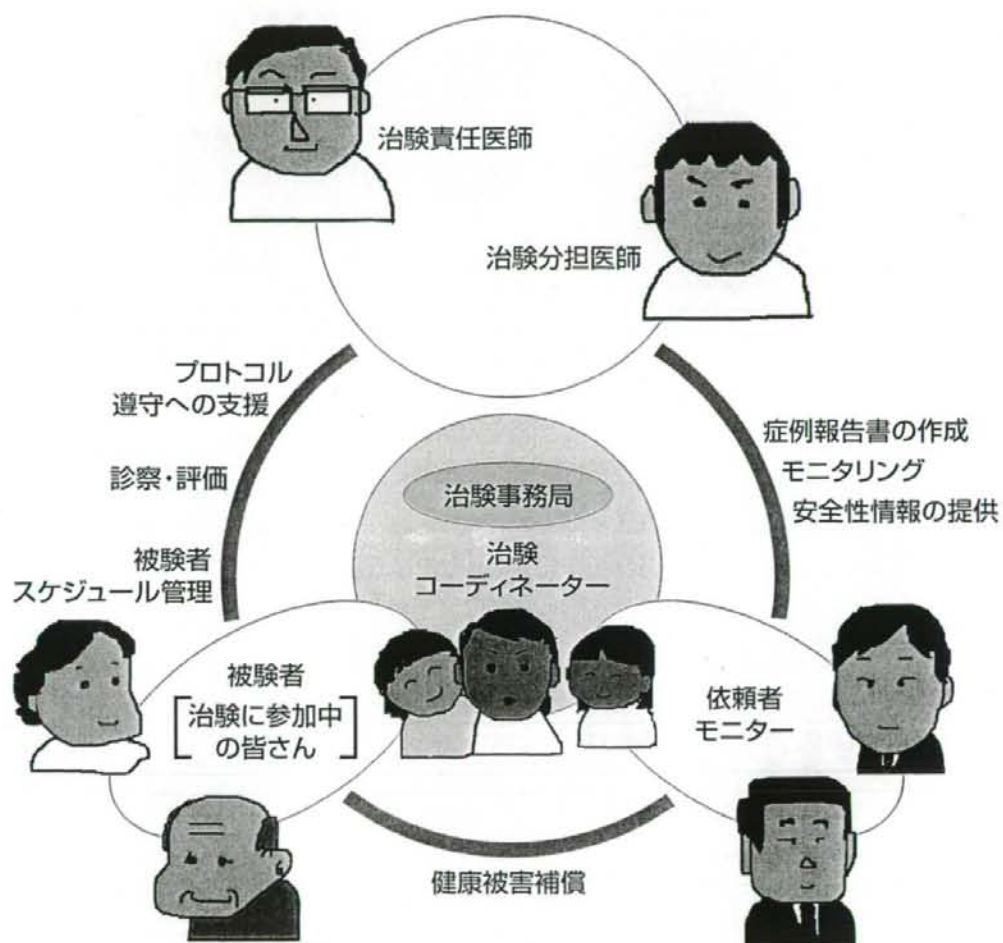 治験責任医師
治験分担医師
プロトコル
遵守への支援
診察・評価
被験者
スケジュール管理
症例報告書の作成
モニタリング
安全性情報の提供
治験事務局
治験
コーディネーター
被験者
治験に参加中
の皆さん
依頼者
モニター
健康被害補償